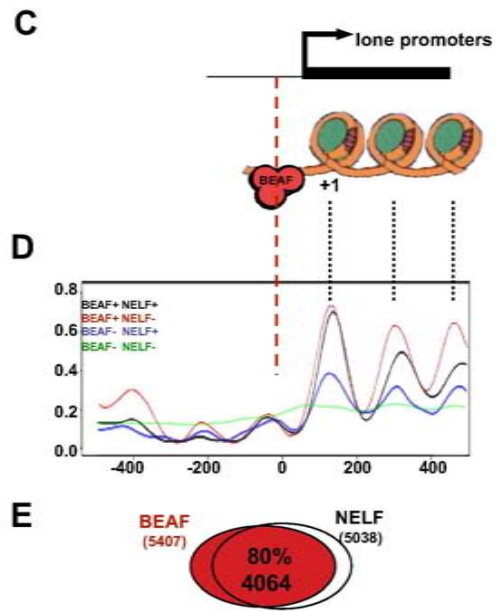 C
lone promoters
BEAF
+1
D
0.8
0.6
0.4
0.2
0.0
BEAF+ NELF+
BEAF+ NELF-
BEAF- NELF+
BEAF- NELF-
-400 -200 0 200 400
E
BEAF
(5407)
NELF
(5038)
80%
4064